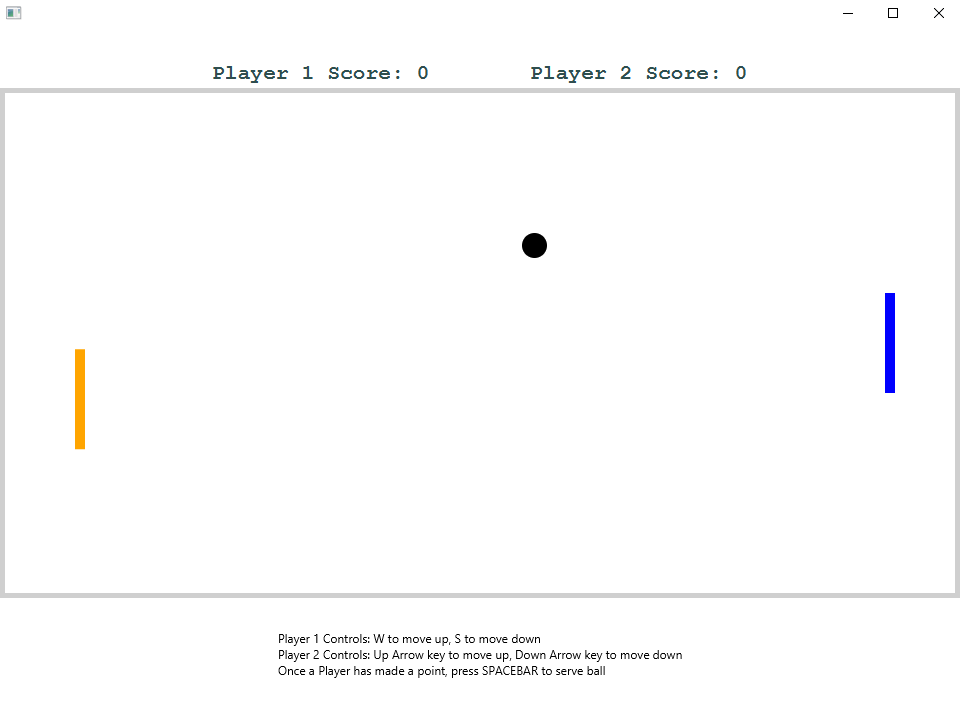 Player 1 Score: 0 Player 2 Score: 0
Player 1 Controls: W to move up, S to move down
Player 2 Controls: Up Arrow key to move up, Down Arrow key to move down
Once a Player has made a point, press SPACEBAR to serve ball